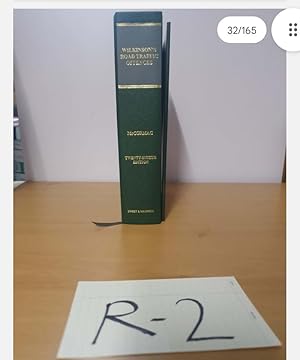 32/165
WILKINSON'S
ROAD TRAFFIC
OFFENCES
McCORMAC
EDITION
SWEET & MAXWELL
R-2